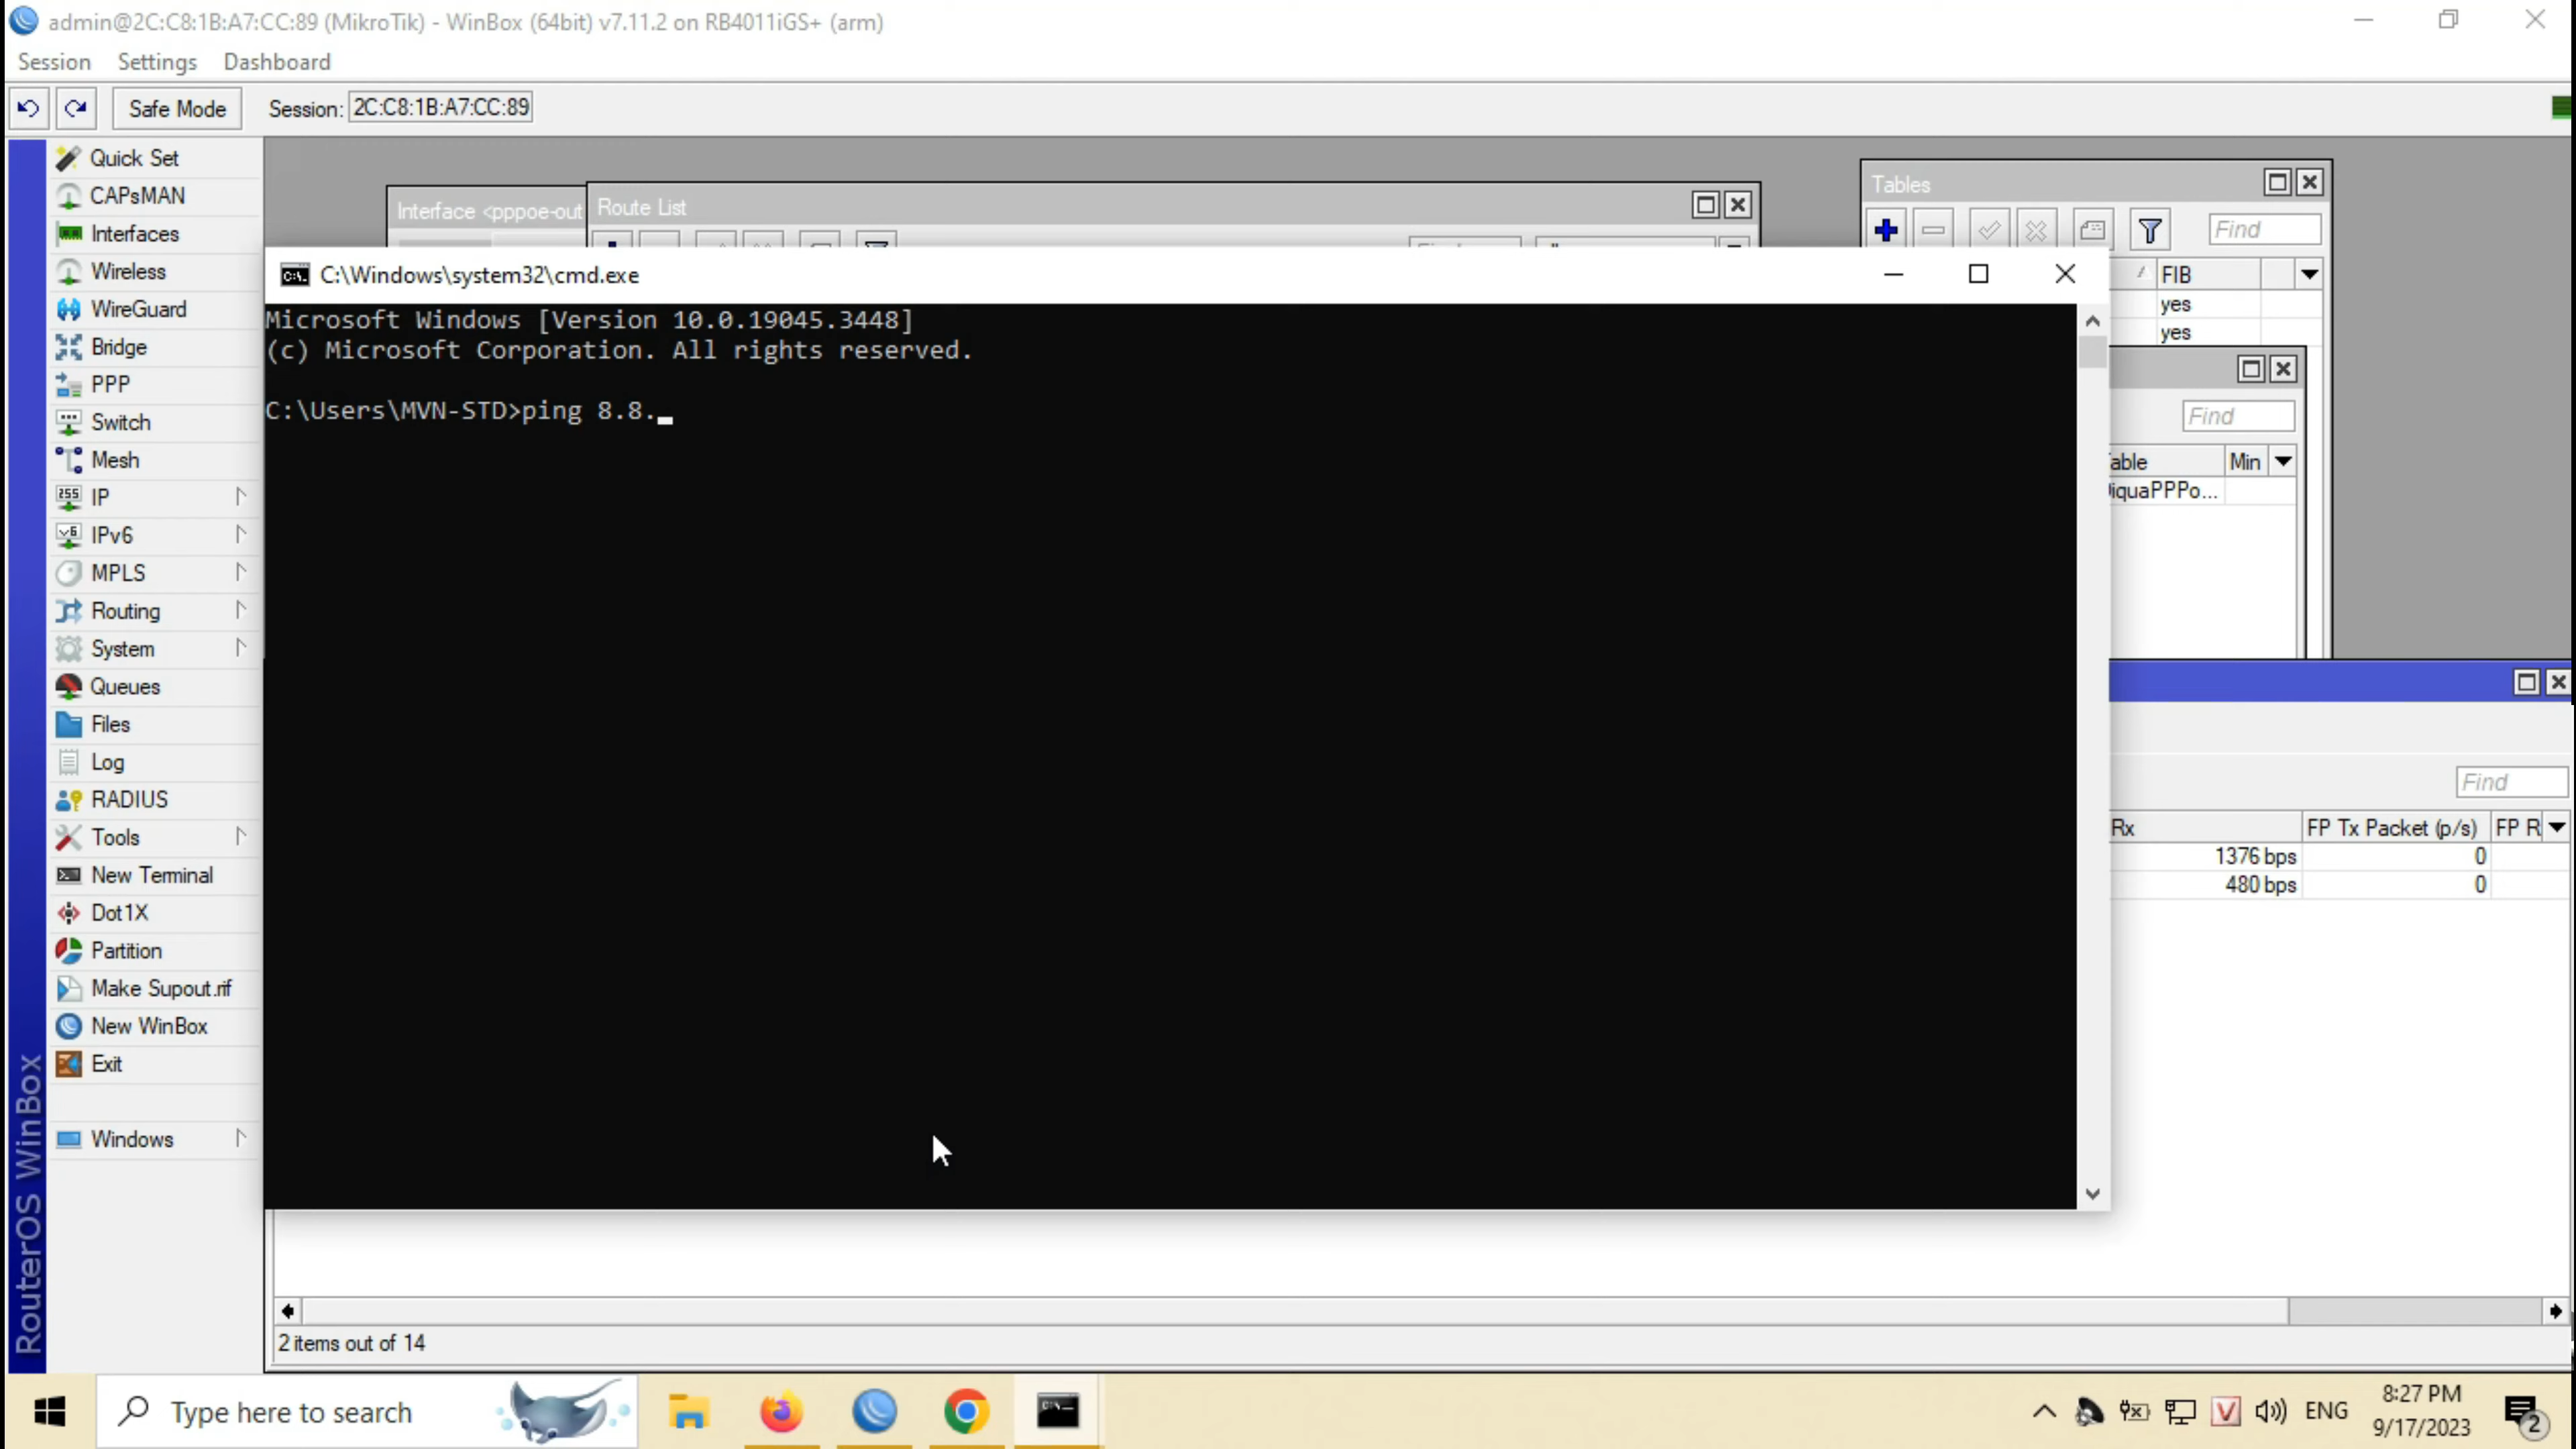 admin@2C:C8:1B:A7:CC:89 (MikroTik) - WinBox (64bit) v7.11.2 on RB4011iGS+ (arm)
Session Settings Dashboard
Safe Mode Session: 2C:C8:1B:A7:CC:89
Quick Set
CAPsMAN
Interfaces
Wireless
WireGuard
Bridge
PPP
Switch
Mesh
IP
IPv6
MPLS
Routing
System
Queues
Files
Log
RADIUS
Tools
New Terminal
Dot1X
Partition
Make Supout.rif
New WinBox
Exit
Windows
RouterOS WinBox
Interface <pppoe-out
Route List
Tables
Find
FIB
yes
yes
C:\Windows\system32\cmd.exe
Microsoft Windows [Version 10.0.19045.3448]
(c) Microsoft Corporation. All rights reserved.
C:\Users\MVN-STD>ping 8.8.
Find
Min
Find
Rx FP Tx Packet (p/s) FP R
1376 bps 0
480 bps 0
2 items out of 14
Type here to search
ENG
8:27 PM
9/17/2023
2